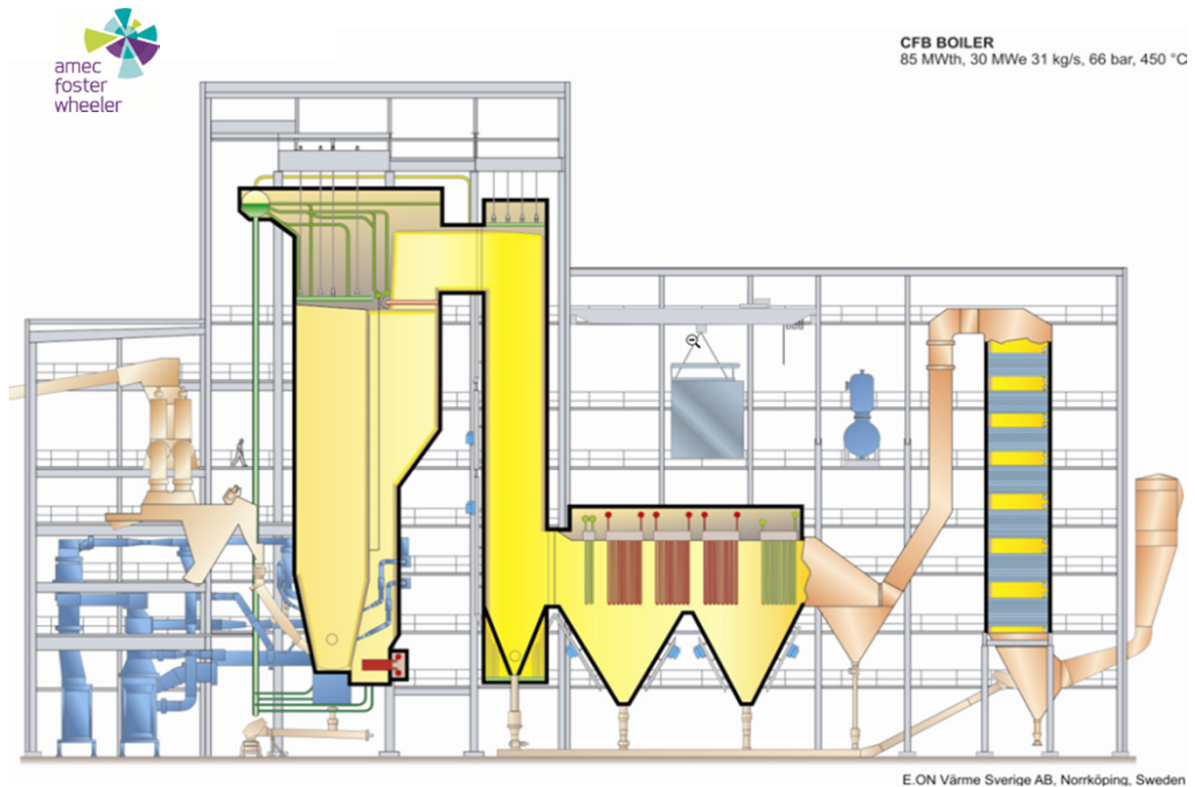 amec
foster
wheeler
CFB BOILER
85 MWth, 30 MWe 31 kg/s, 66 bar, 450 °C
E.ON Värme Sverige AB, Norrköping, Sweden